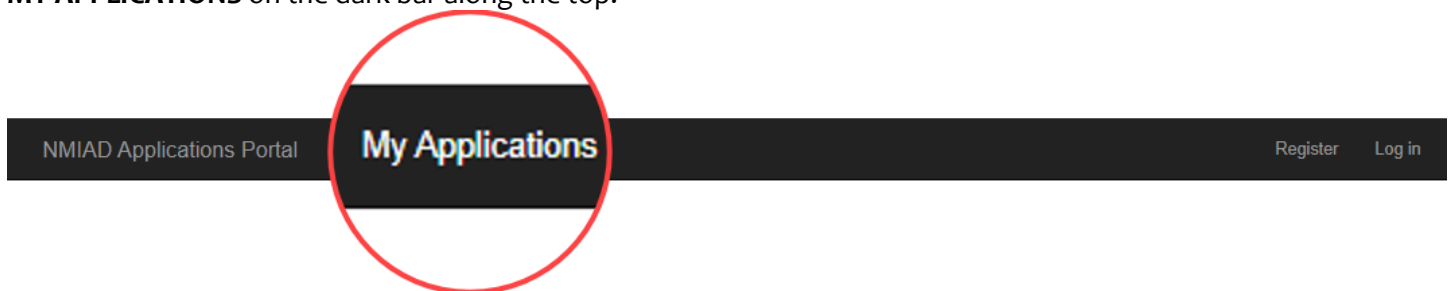 MY APPLICATIONS on the dark bar along the top.
NMIAD Applications Portal My Applications Register Log in